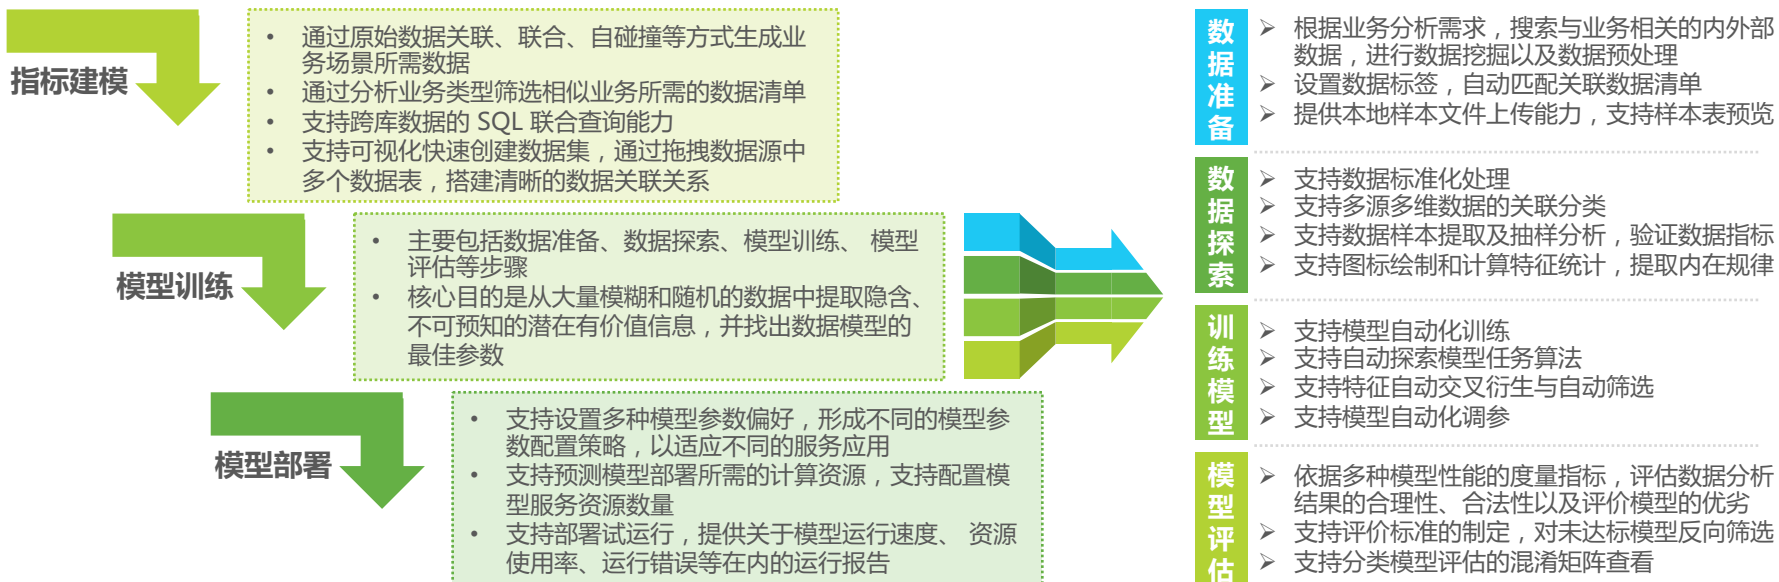 指标建模
• 通过原始数据关联、联合、自碰撞等方式生成业
务场景所需数据
• 通过分析业务类型筛选相似业务所需的数据清单
• 支持跨库数据的 SQL 联合查询能力
• 支持可视化快速创建数据集，通过拖拽数据源中
多个数据表，搭建清晰的数据关联关系
模型训练
• 主要包括数据准备、数据探索、模型训练、 模型
评估等步骤
• 核心目的是从大量模糊和随机的数据中提取隐含、
不可预知的潜在有价值信息，并找出数据模型的
最佳参数
模型部署
• 支持设置多种模型参数偏好，形成不同的模型参
数配置策略，以适应不同的服务应用
• 支持预测模型部署所需的计算资源，支持配置模
型服务资源数量
• 支持部署试运行，提供关于模型运行速度、 资源
使用率、运行错误等在内的运行报告
数据准备
➢ 根据业务分析需求，搜索与业务相关的内外部
数据，进行数据挖掘以及数据预处理
➢ 设置数据标签，自动匹配关联数据清单
➢ 提供本地样本文件上传能力，支持样本表预览
数据探索
➢ 支持数据标准化处理
➢ 支持多源多维数据的关联分类
➢ 支持数据样本提取及抽样分析，验证数据指标
➢ 支持图标绘制和计算特征统计，提取内在规律
训练模型
➢ 支持模型自动化训练
➢ 支持自动探索模型任务算法
➢ 支持特征自动交叉衍生与自动筛选
➢ 支持模型自动化调参
模型评估
➢ 依据多种模型性能的度量指标，评估数据分析
结果的合理性、合法性以及评价模型的优劣
➢ 支持评价标准的制定，对未达标模型反向筛选
➢ 支持分类模型评估的混淆矩阵查看